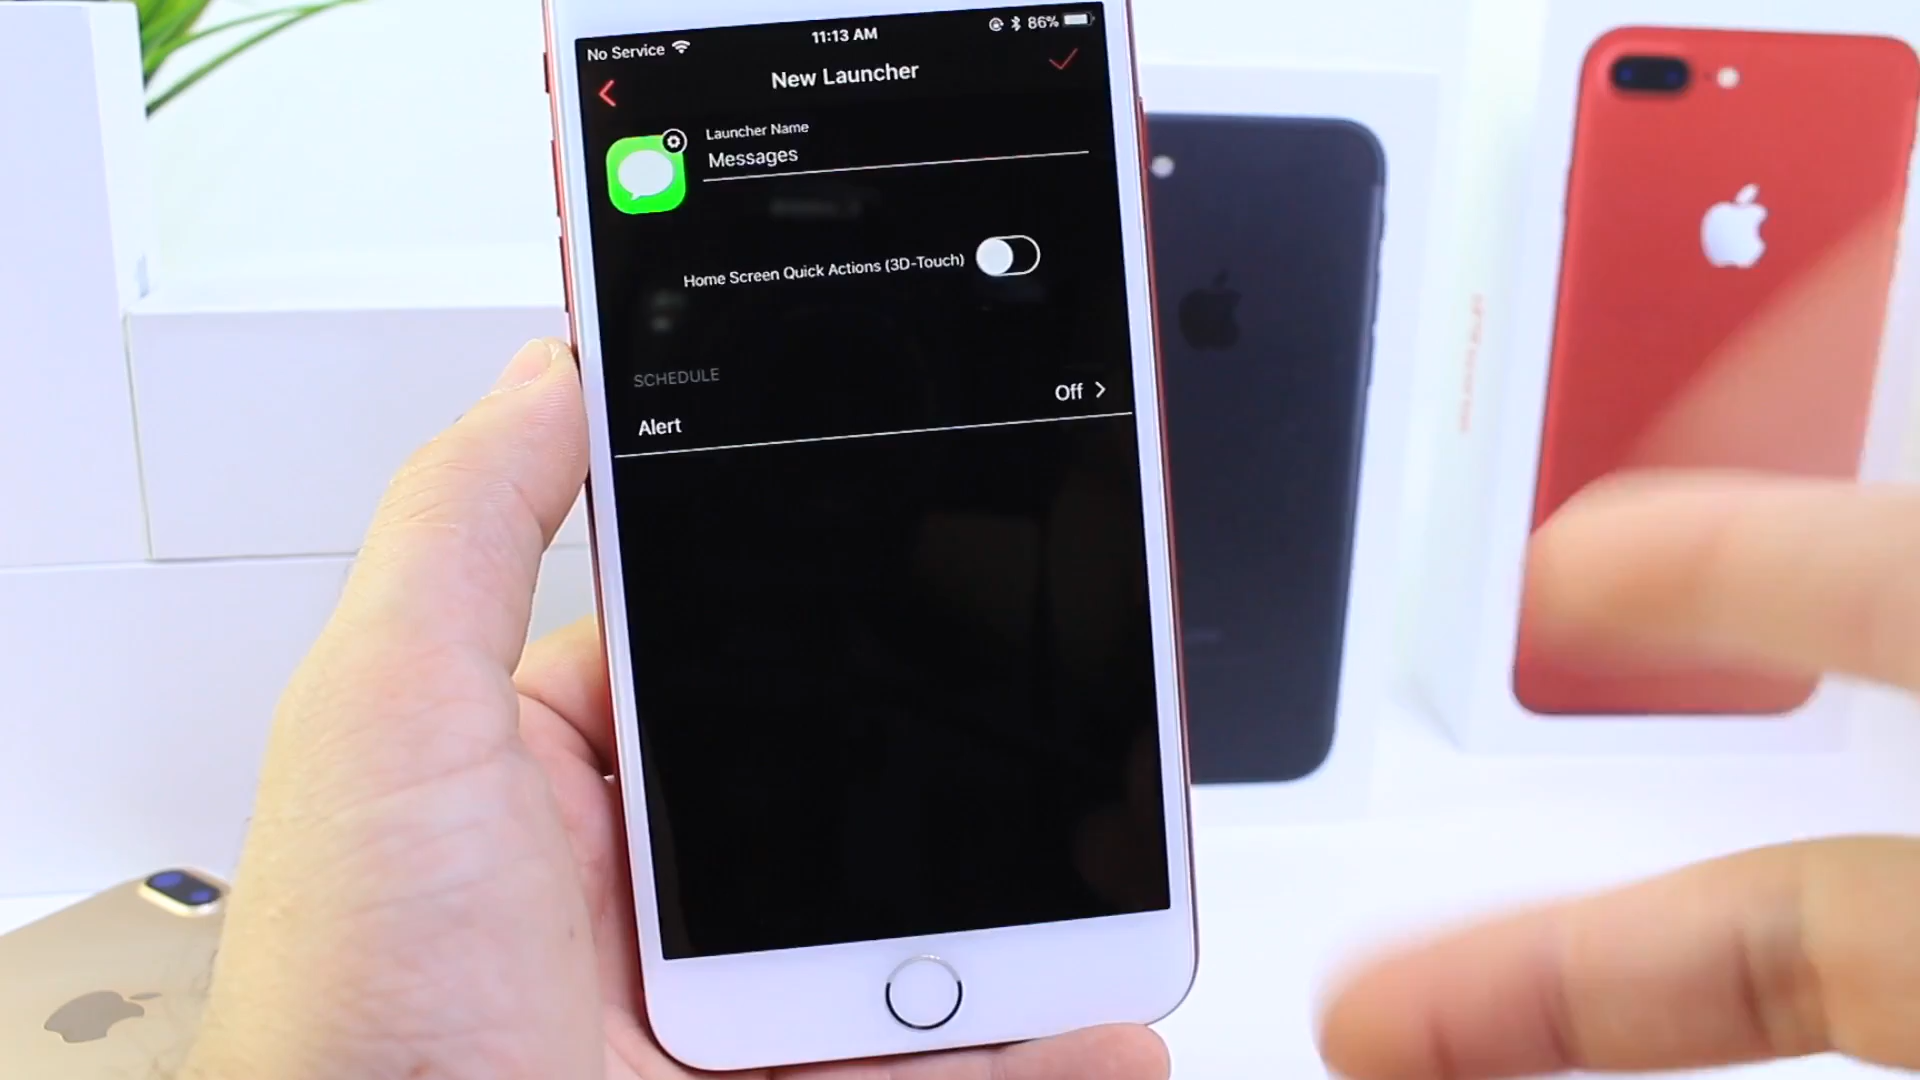 No Service 11:13 AM 86%
New Launcher
Launcher Name
Messages
Home Screen Quick Actions (3D-Touch)
SCHEDULE
Alert Off